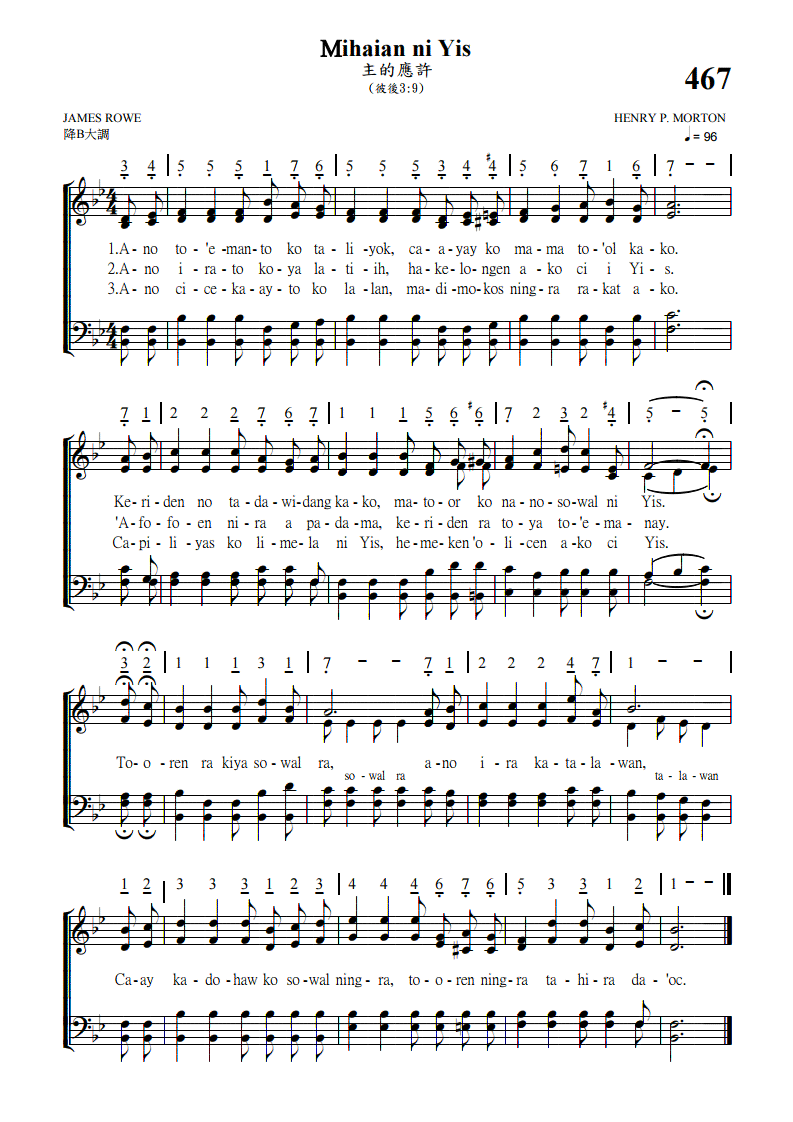 Mihaian ni Yis
主的應許
(彼後3:9)
467
JAMES ROWE
HENRY P. MORTON
降B大調
♩= 96
3 4 | 5 5 5 1 7 6 | 5 5 5 3 4 #4 | 5 6 7 1 6 | 7 - - |
1.A-no to-'e-man-to ko ta-li-yok, ca-a-yay ko ma-ma to-'ol ka-ko.
2.A-no i-ra-to ko-ya la-ti-ih, ha-ke-lo-ngen a-ko ci i Yi-s.
3.A-no ci-ce-ka-ay-to ko la-lan, ma-di-mo-kos ning-ra ra-kat a-ko.
7 1 | 2 2 2 7 6 7 | 1 1 1 5 6 #6 | 7 2 3 2 #4 | 5 - 5 |
Ke-ri-den no ta-da-wi-dang ka-ko, ma-to-or ko na-no-so-wal ni Yis.
'A-fo-fo-en ni-ra a pa-da-ma, ke-ri-den ra to-ya to-'e-ma-nay.
Ca-pi-li-yas ko li-me-la ni Yis, he-me-ken 'o-li-cen a-ko ci Yis.
3 2 | 1 1 1 3 1 | 7 - - 7 1 | 2 2 2 4 7 | 1 - - |
To-o-ren ra kiya so-wal ra, a-no i-ra ka-ta-la-wan,
so-wal ra ta-la-wan
1 2 | 3 3 3 1 2 3 | 4 4 4 6 7 6 | 5 3 3 1 2 | 1 - - ||
Ca-ay ka-do-haw ko so-wal ning-ra, to-o-ren ning-ra ta-hi-ra da-'oc.